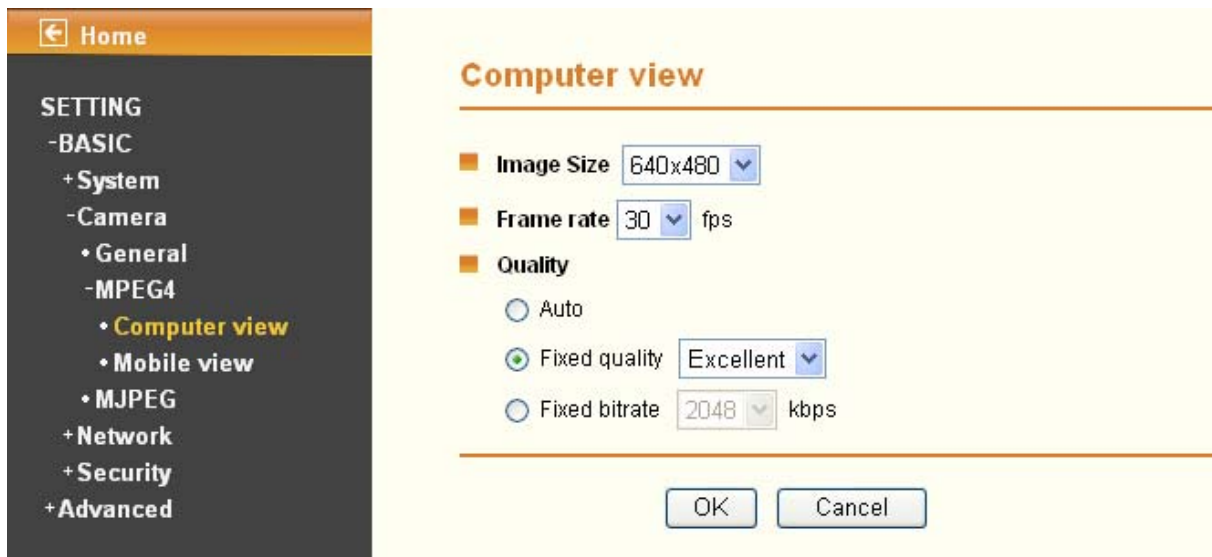 Home
SETTING
-BASIC
+System
-Camera
•General
-MPEG4
•Computer view
•Mobile view
•MJPEG
+Network
+Security
+Advanced
Computer view
Image Size 640x480
Frame rate 30 fps
Quality
Auto
Fixed quality Excellent
Fixed bitrate 2048 kbps
OK Cancel